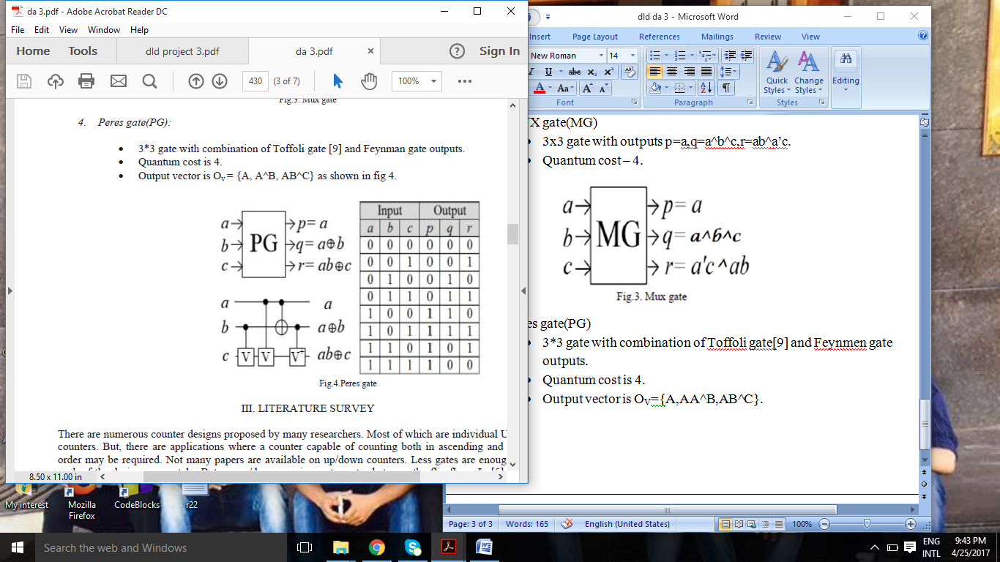 da 3.pdf - Adobe Acrobat Reader DC
File Edit View Window Help
Home Tools dld project 3.pdf da 3.pdf × ? Sign In
430 (3 of 7) 100%
Fig.3. Mux gate
4. Peres gate(PG):
• 3*3 gate with combination of Toffoli gate [9] and Feynman gate outputs.
• Quantum cost is 4.
• Output vector is Ov = {A, A^B, AB^C} as shown in fig 4.
a PG p= a
b q= a⊕b
c r= ab⊕c
a a
b a⊕b
c V V V+ ab⊕c
Input Output
a b c p q r
0 0 0 0 0 0
0 0 1 0 0 1
0 1 0 0 1 0
0 1 1 0 1 1
1 0 0 1 1 0
1 0 1 1 1 1
1 1 0 1 0 1
1 1 1 1 0 0
Fig.4.Peres gate
III. LITERATURE SURVEY
There are numerous counter designs proposed by many researchers. Most of which are individual U
counters. But, there are applications where a counter capable of counting both in ascending and
order may be required. Not many papers are available on up/down counters. Less gates are enoug
8.50 x 11.00 in
dld da 3 - Microsoft Word
Insert Page Layout References Mailings Review View
New Roman 14
I U abc x₂ x²
A Aa A A
Quick Styles Change Styles Editing
Font Paragraph Styles
X gate(MG)
• 3x3 gate with outputs p=a,q=a^b^c,r=ab^a’c.
• Quantum cost – 4.
a MG p= a
b q= a^b^c
c r= a'c^ab
Fig.3. Mux gate
es gate(PG)
• 3*3 gate with combination of Toffoli gate[9] and Feynmen gate
outputs.
• Quantum cost is 4.
• Output vector is OV={A,AA^B,AB^C}.
Page: 3 of 3 Words: 165 English (United States) 100%
My interest Mozilla Firefox CodeBlocks r22
Search the web and Windows
ENG INTL
9:43 PM
4/25/2017